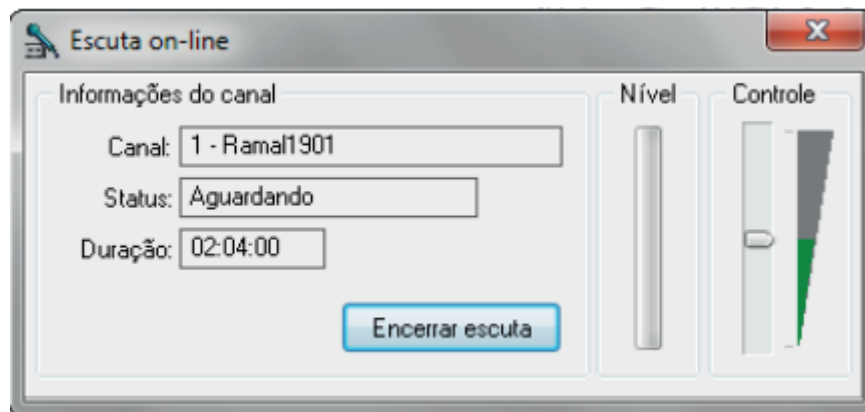 Escuta on-line
Informações do canal
Canal: 1 - Ramal1901
Status: Aguardando
Duração: 02:04:00
Encerrar escuta
Nível
Controle